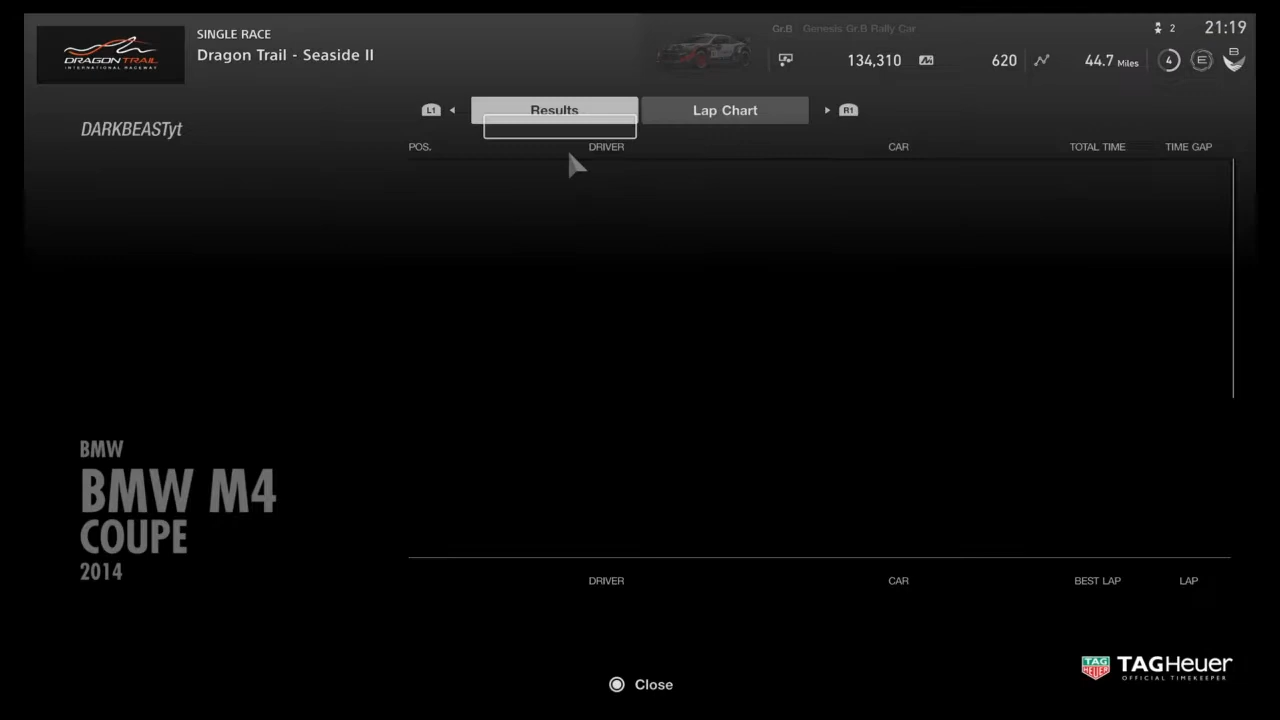 DRAGON TRAIL
INTERNATIONAL RACEWAY
SINGLE RACE
Dragon Trail - Seaside II
Gr.B Genesis Gr.B Rally Car
134,310
620
44.7 Miles
2
21:19
4
E
B
L1
Results
Lap Chart
R1
DARKBEASTyt
POS.
DRIVER
CAR
TOTAL TIME
TIME GAP
BMW
BMW M4
COUPE
2014
DRIVER
CAR
BEST LAP
LAP
TAG
HEUER
TAGHeuer
OFFICIAL TIMEKEEPER
Close